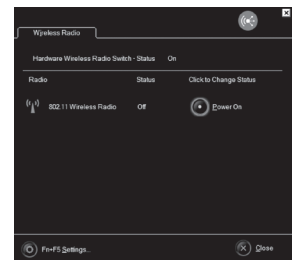 Wireless Radio
Hardware Wireless Radio Switch - Status On
Radio Status Click to Change Status
802.11 Wireless Radio Off Power On
Fn+F5 Settings... Close